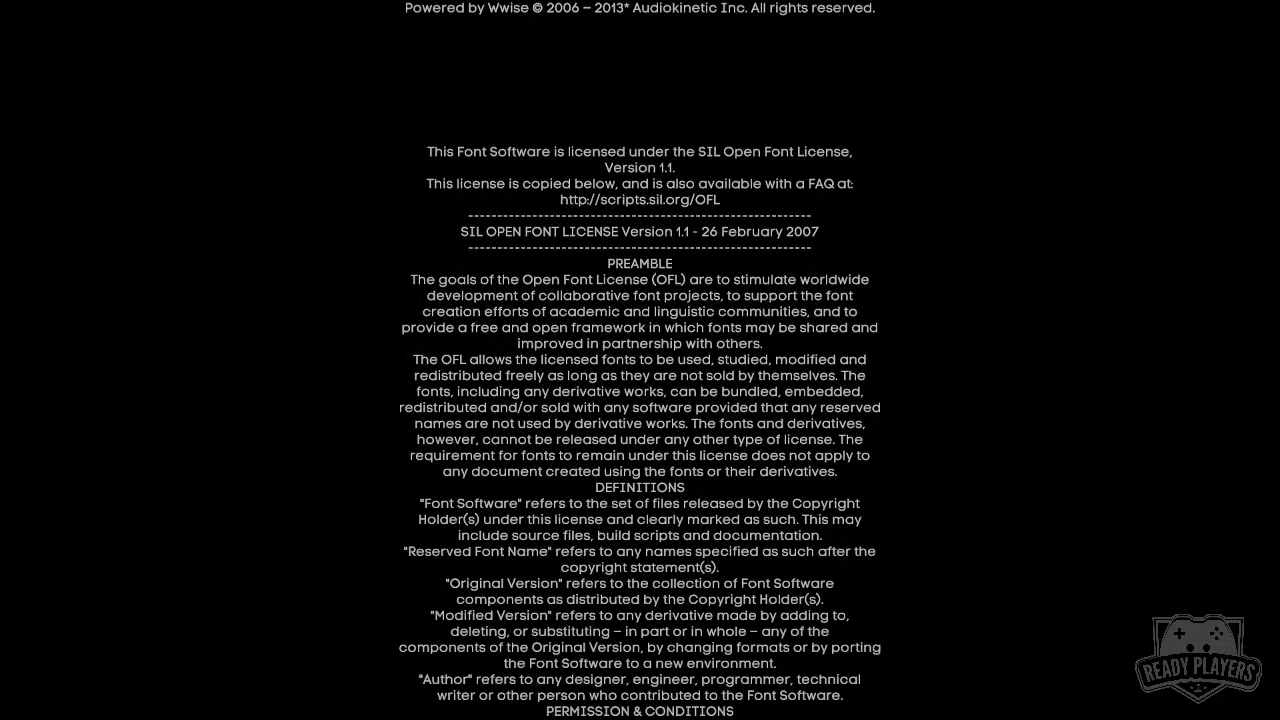 Powered by Wwise © 2006 – 2013* Audiokinetic Inc. All rights reserved.
This Font Software is licensed under the SIL Open Font License,
Version 1.1.
This license is copied below, and is also available with a FAQ at:
http://scripts.sil.org/OFL
-----------------------------------------------------------
SIL OPEN FONT LICENSE Version 1.1 - 26 February 2007
-----------------------------------------------------------
PREAMBLE
The goals of the Open Font License (OFL) are to stimulate worldwide
development of collaborative font projects, to support the font
creation efforts of academic and linguistic communities, and to
provide a free and open framework in which fonts may be shared and
improved in partnership with others.
The OFL allows the licensed fonts to be used, studied, modified and
redistributed freely as long as they are not sold by themselves. The
fonts, including any derivative works, can be bundled, embedded,
redistributed and/or sold with any software provided that any reserved
names are not used by derivative works. The fonts and derivatives,
however, cannot be released under any other type of license. The
requirement for fonts to remain under this license does not apply to
any document created using the fonts or their derivatives.
DEFINITIONS
"Font Software" refers to the set of files released by the Copyright
Holder(s) under this license and clearly marked as such. This may
include source files, build scripts and documentation.
"Reserved Font Name" refers to any names specified as such after the
copyright statement(s).
"Original Version" refers to the collection of Font Software
components as distributed by the Copyright Holder(s).
"Modified Version" refers to any derivative made by adding to,
deleting, or substituting – in part or in whole – any of the
components of the Original Version, by changing formats or by porting
the Font Software to a new environment.
"Author" refers to any designer, engineer, programmer, technical
writer or other person who contributed to the Font Software.
PERMISSION & CONDITIONS
READY PLAYERS